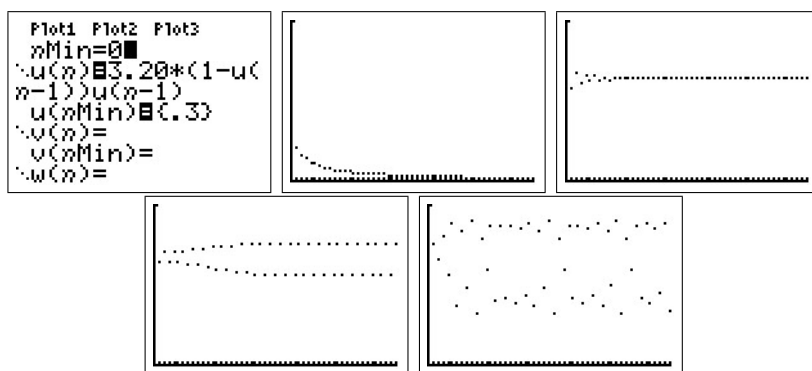 Plot1 Plot2 Plot3
nMin=0
u(n)=3.20*(1-u(
n-1))u(n-1)
u(nMin)={.3}
v(n)=
v(nMin)=
w(n)=